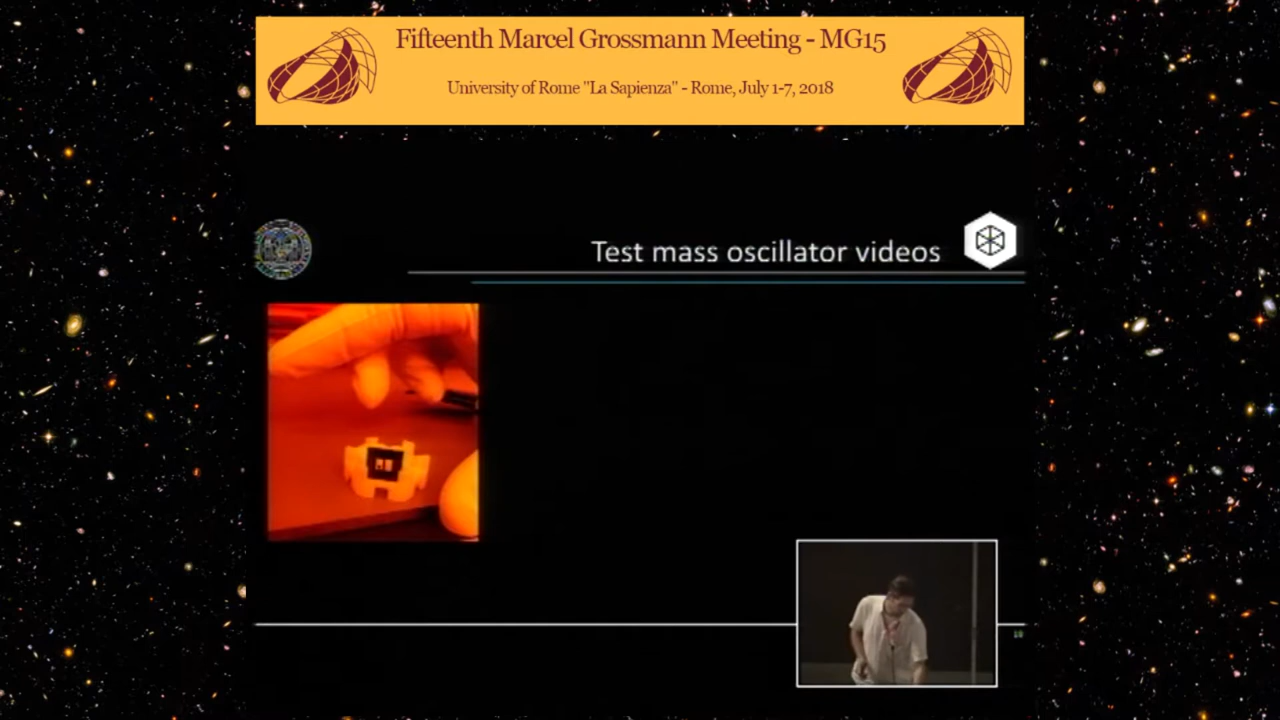 Fifteenth Marcel Grossmann Meeting - MG15
University of Rome "La Sapienza" - Rome, July 1-7, 2018
Test mass oscillator videos